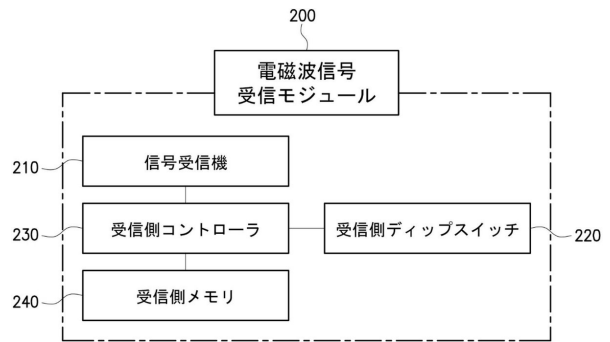 200
電磁波信号
受信モジュール
210
信号受信機
230
受信側コントローラ
受信側ディップスイッチ
220
240
受信側メモリ